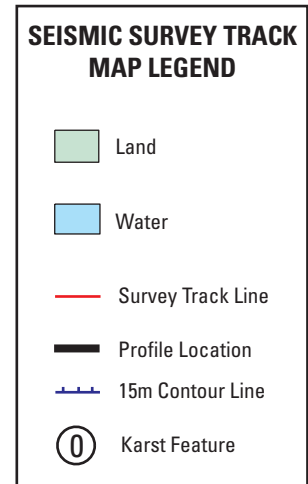 SEISMIC SURVEY TRACK
MAP LEGEND
Land
Water
Survey Track Line
Profile Location
15m Contour Line
0 Karst Feature